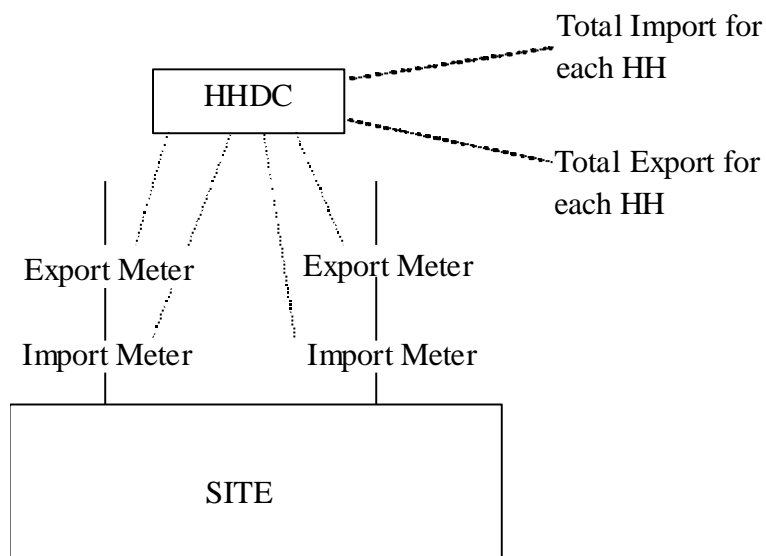 Total Import for
each HH
HHDC
Total Export for
each HH
Export Meter
Export Meter
Import Meter
Import Meter
SITE